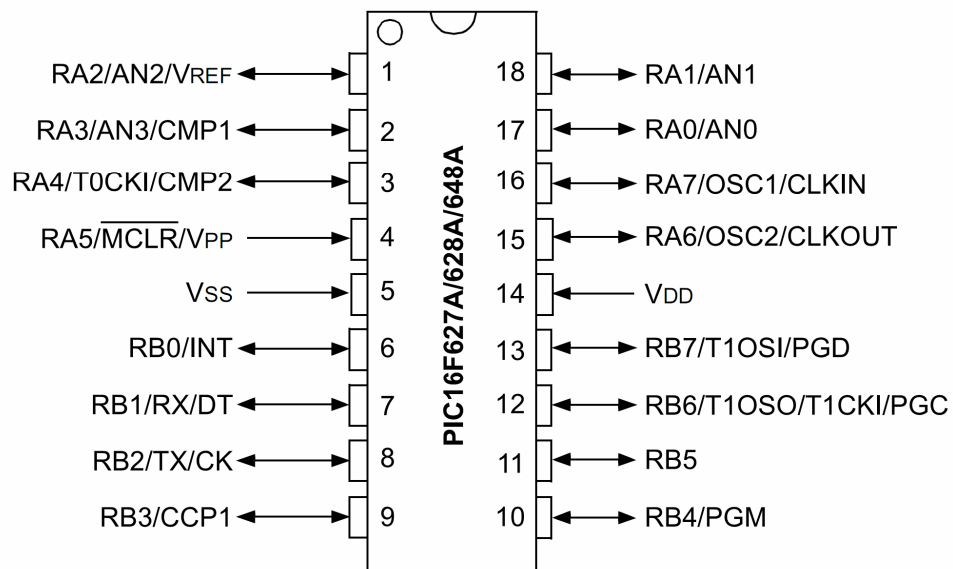 RA2/AN2/VREF 1 18 RA1/AN1
RA3/AN3/CMP1 2 17 RA0/AN0
RA4/T0CKI/CMP2 3 16 RA7/OSC1/CLKIN
RA5/MCLR/VPP 4 15 RA6/OSC2/CLKOUT
VSS 5 14 VDD
RB0/INT 6 13 RB7/T1OSI/PGD
RB1/RX/DT 7 12 RB6/T1OSO/T1CKI/PGC
RB2/TX/CK 8 11 RB5
RB3/CCP1 9 10 RB4/PGM
PIC16F627A/628A/648A